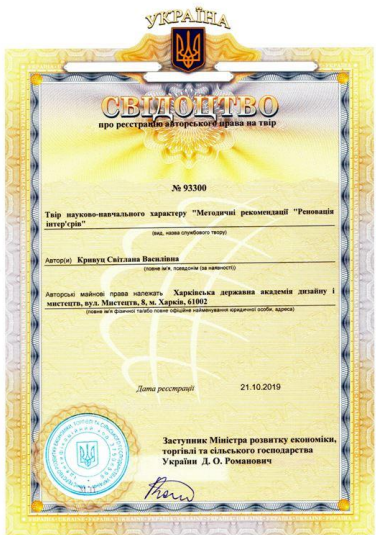 УКРАЇНА
СВІДОЦТВО
про реєстрацію авторського права на твір
№ 93300
Твір науково-навчального характеру "Методичні рекомендації "Реновація
інтер'єрів"
(вид, назва службового твору)
Автор(и) Кривуц Світлана Василівна
(повне ім'я, псевдонім (за наявності))
Авторські майнові права належать Харківська державна академія дизайну і
мистецтв, вул. Мистецтв, 8, м. Харків, 61002
(повне ім'я фізичної та/або повне офіційне найменування юридичної особи, адреса)
Дата реєстрації 21.10.2019
Заступник Міністра розвитку економіки,
торгівлі та сільського господарства
України Д. О. Романович